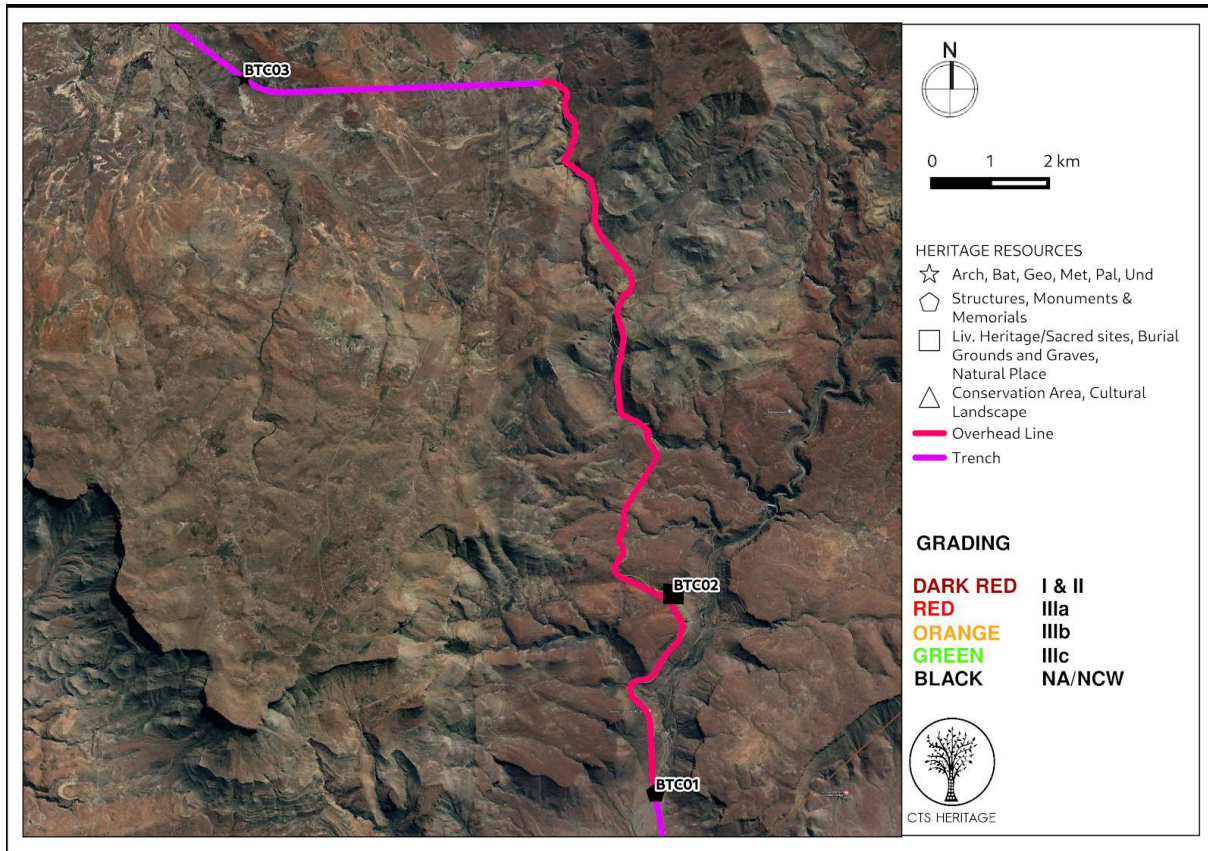 BTC03
BTC02
BTC01
N
0 1 2 km
HERITAGE RESOURCES
Arch, Bat, Geo, Met, Pal, Und
Structures, Monuments &
Memorials
Liv. Heritage/Sacred sites, Burial
Grounds and Graves,
Natural Place
Conservation Area, Cultural
Landscape
Overhead Line
Trench
GRADING
DARK RED I & II
RED IIIa
ORANGE IIIb
GREEN IIIc
BLACK NA/NCW
CTS HERITAGE